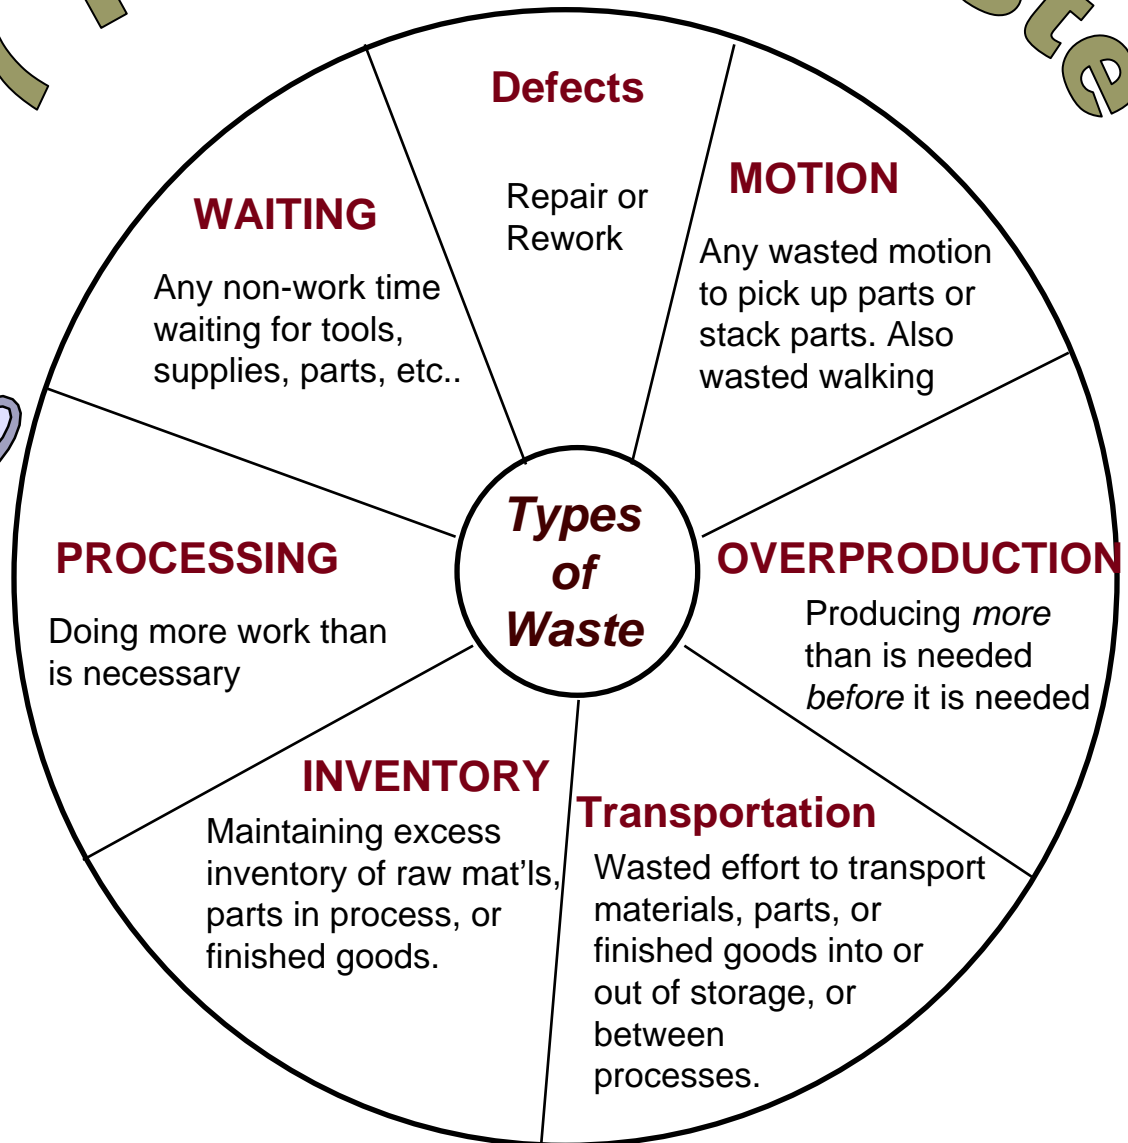 Defects
Repair or
Rework
MOTION
Any wasted motion
to pick up parts or
stack parts. Also
wasted walking
OVERPRODUCTION
Producing more
than is needed
before it is needed
Transportation
Wasted effort to transport
materials, parts, or
finished goods into or
out of storage, or
between
processes.
INVENTORY
Maintaining excess
inventory of raw mat'ls,
parts in process, or
finished goods.
PROCESSING
Doing more work than
is necessary
WAITING
Any non-work time
waiting for tools,
supplies, parts, etc..
Types
of
Waste